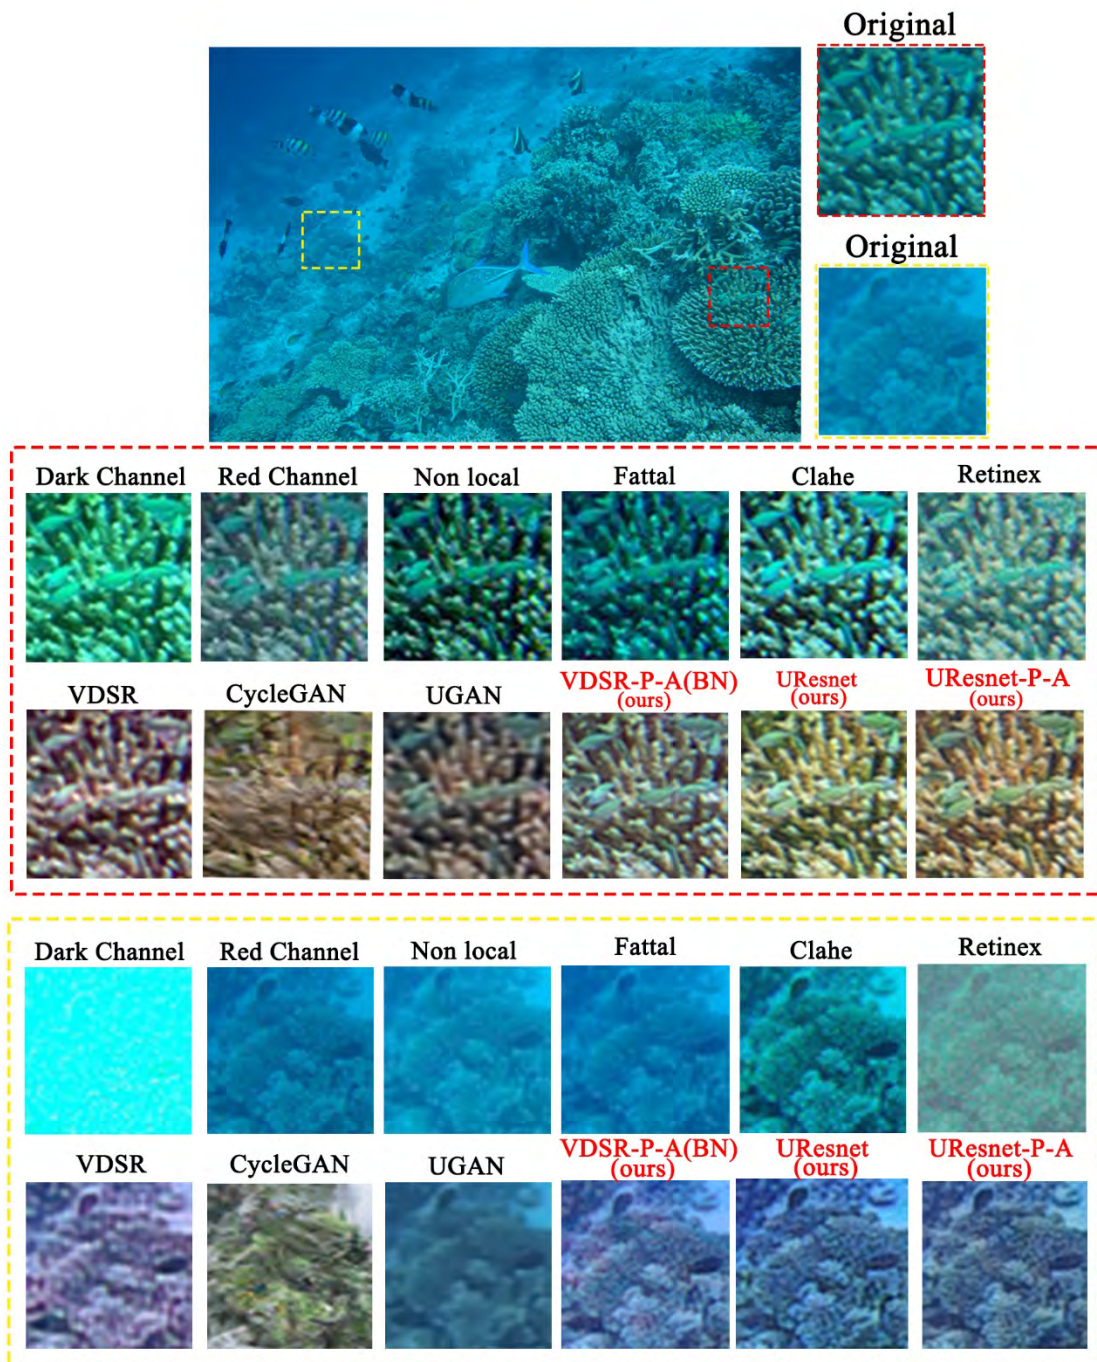 Original
Original
Dark Channel
Red Channel
Non local
Fattal
Clahe
Retinex
VDSR
CycleGAN
UGAN
VDSR-P-A(BN)
(ours)
UResnet
(ours)
UResnet-P-A
(ours)
Dark Channel
Red Channel
Non local
Fattal
Clahe
Retinex
VDSR
CycleGAN
UGAN
VDSR-P-A(BN)
(ours)
UResnet
(ours)
UResnet-P-A
(ours)